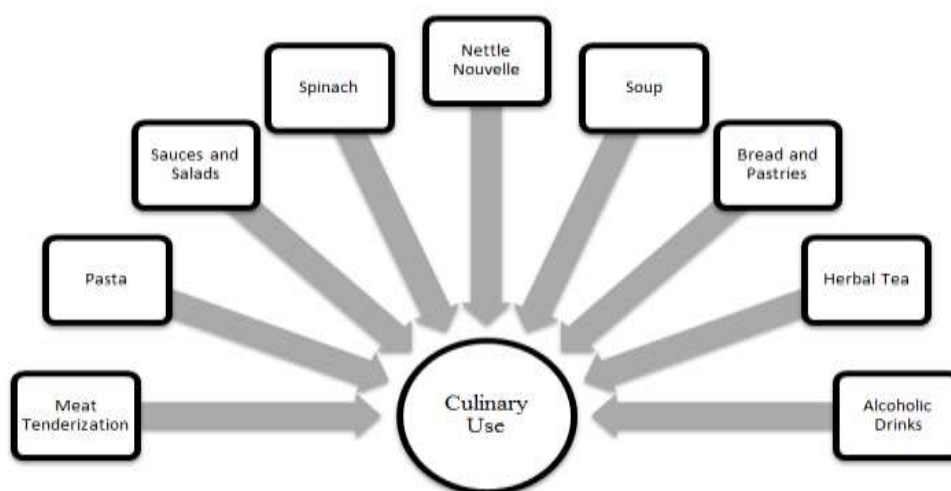 Nettle
Nouvelle
Spinach
Soup
Sauces and
Salads
Bread and
Pastries
Pasta
Herbal Tea
Meat
Tenderization
Culinary
Use
Alcoholic
Drinks